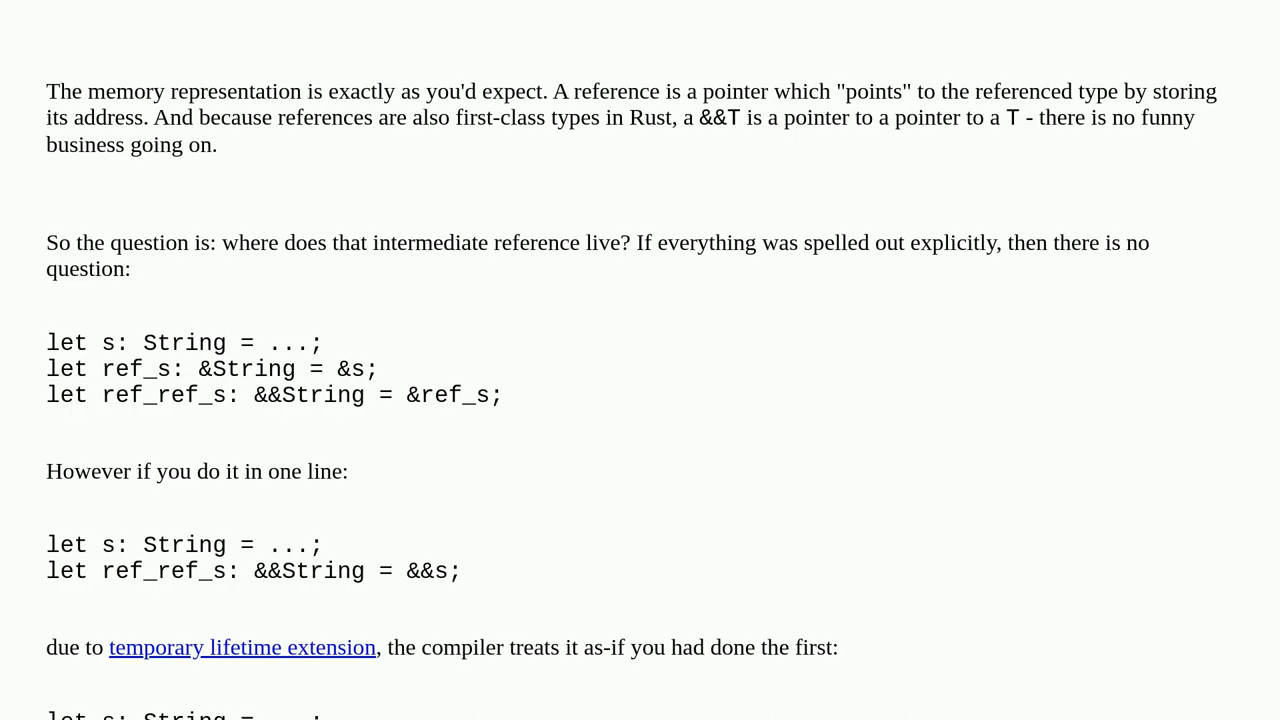 The memory representation is exactly as you'd expect. A reference is a pointer which "points" to the referenced type by storing
its address. And because references are also first-class types in Rust, a &&T is a pointer to a pointer to a T - there is no funny
business going on.
So the question is: where does that intermediate reference live? If everything was spelled out explicitly, then there is no
question:
let s: String = ...;
let ref_s: &String = &s;
let ref_ref_s: &&String = &ref_s;
However if you do it in one line:
let s: String = ...;
let ref_ref_s: &&String = &&s;
due to temporary lifetime extension, the compiler treats it as-if you had done the first:
let s: String = ...;